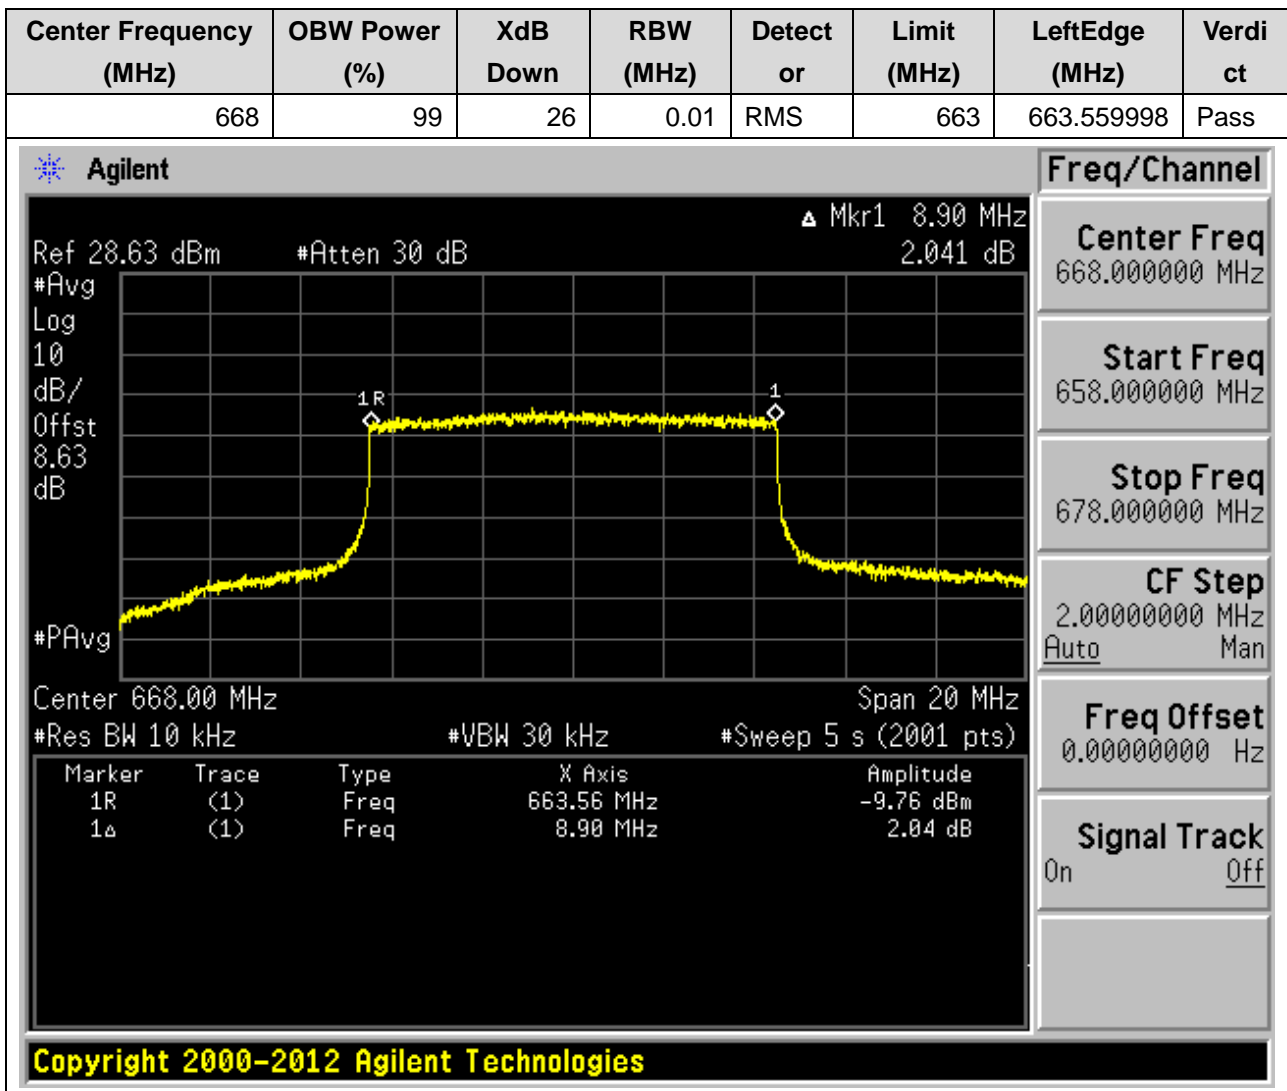 Center Frequency (MHz) OBW Power (%) XdB Down RBW (MHz) Detect or Limit (MHz) LeftEdge (MHz) Verdi ct
668 99 26 0.01 RMS 663 663.559998 Pass
Agilent
Freq/Channel
Δ Mkr1 8.90 MHz
Ref 28.63 dBm #Atten 30 dB 2.041 dB
#Avg
Log
10
dB/
Offst
8.63
dB
#PAvg
1R
1
Center 668.00 MHz Span 20 MHz
#Res BW 10 kHz #VBW 30 kHz #Sweep 5 s (2001 pts)
Marker Trace Type X Axis Amplitude
1R (1) Freq 663.56 MHz -9.76 dBm
1Δ (1) Freq 8.90 MHz 2.04 dB
Center Freq
668.000000 MHz
Start Freq
658.000000 MHz
Stop Freq
678.000000 MHz
CF Step
2.00000000 MHz
Auto Man
Freq Offset
0.00000000 Hz
Signal Track
On Off
Copyright 2000-2012 Agilent Technologies